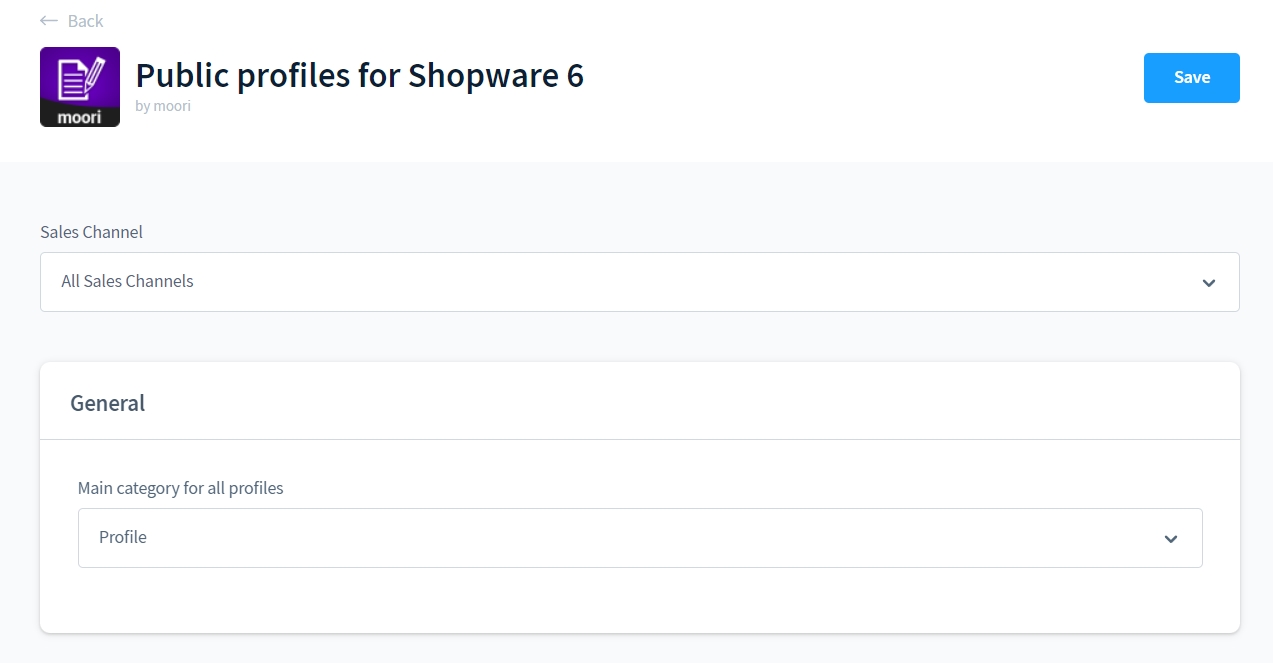 Back
moori
Public profiles for Shopware 6
by moori
Save
Sales Channel
All Sales Channels
General
Main category for all profiles
Profile